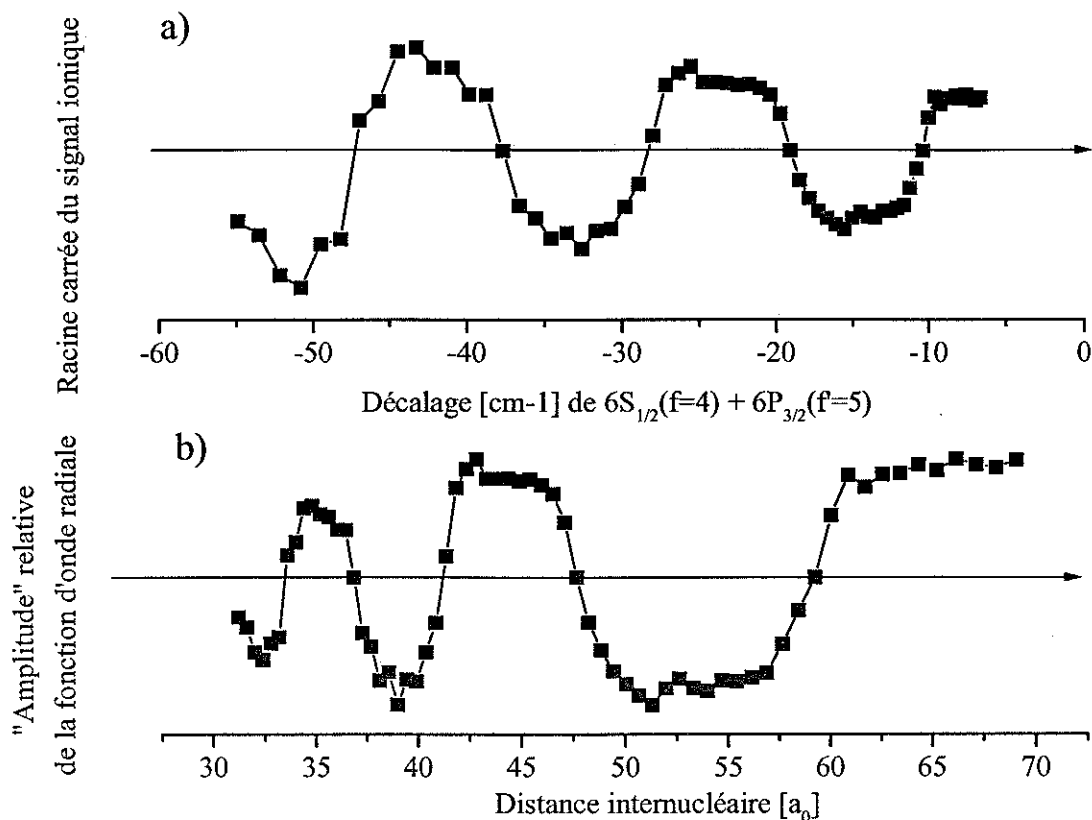 a)
Racine carrée du signal ionique
-60 -50 -40 -30 -20 -10 0
Décalage [cm-1] de 6S1/2(f=4) + 6P3/2(f'=5)
b)
"Amplitude" relative
de la fonction d'onde radiale
30 35 40 45 50 55 60 65 70
Distance internucléaire [a0]